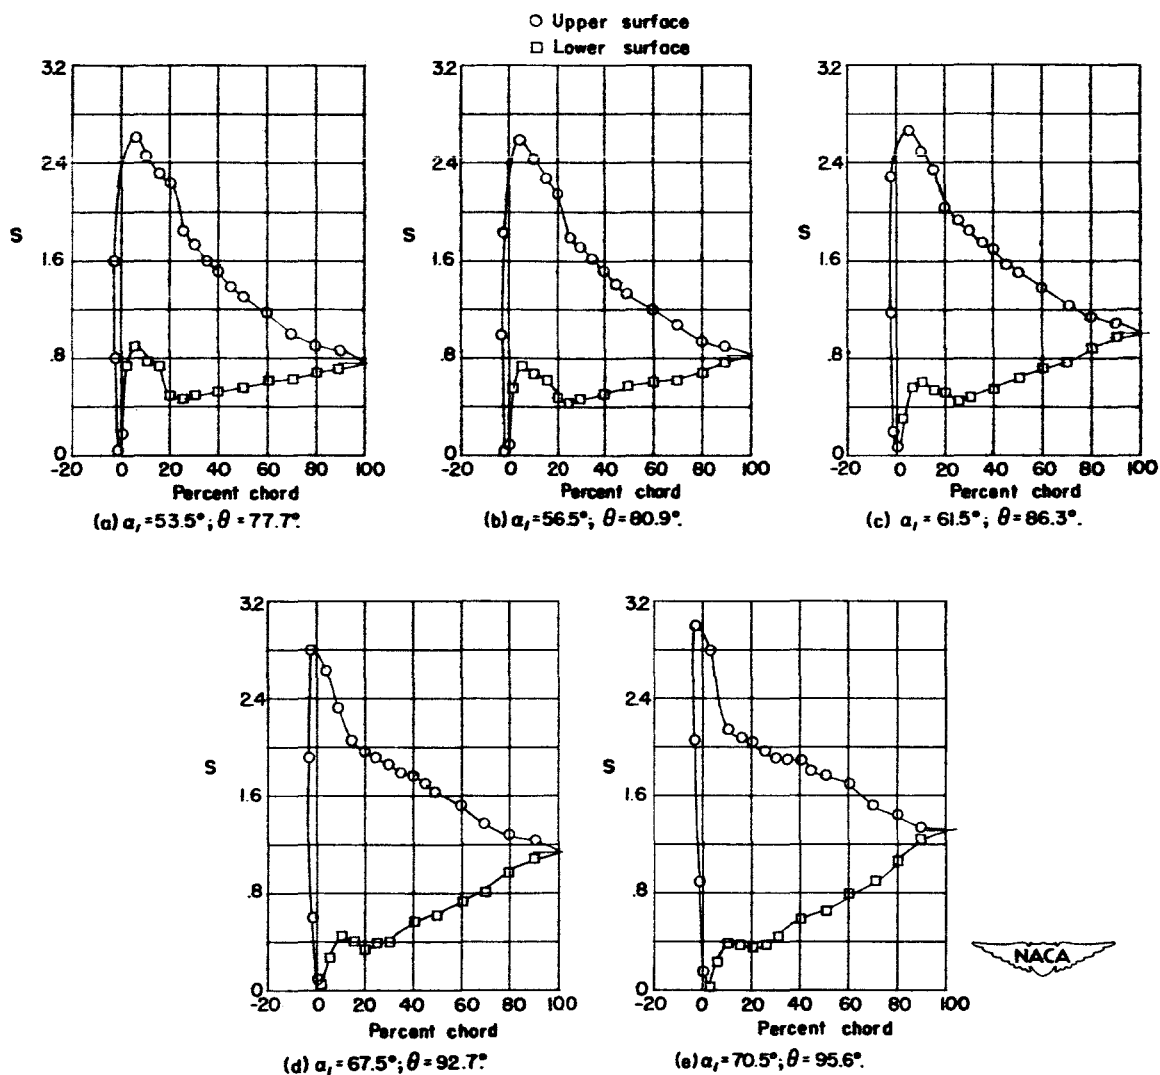 ○ Upper surface
□ Lower surface
3.2
2.4
S
1.6
.8
0
-20 0 20 40 60 80 100
Percent chord
(a) α₁ = 53.5°; θ = 77.7°.
3.2
2.4
S
1.6
.8
0
-20 0 20 40 60 80 100
Percent chord
(b) α₁ = 56.5°; θ = 80.9°.
3.2
2.4
S
1.6
.8
0
-20 0 20 40 60 80 100
Percent chord
(c) α₁ = 61.5°; θ = 86.3°.
3.2
2.4
S
1.6
.8
0
-20 0 20 40 60 80 100
Percent chord
(d) α₁ = 67.5°; θ = 92.7°.
3.2
2.4
S
1.6
.8
0
-20 0 20 40 60 80 100
Percent chord
(e) α₁ = 70.5°; θ = 95.6°.
NACA